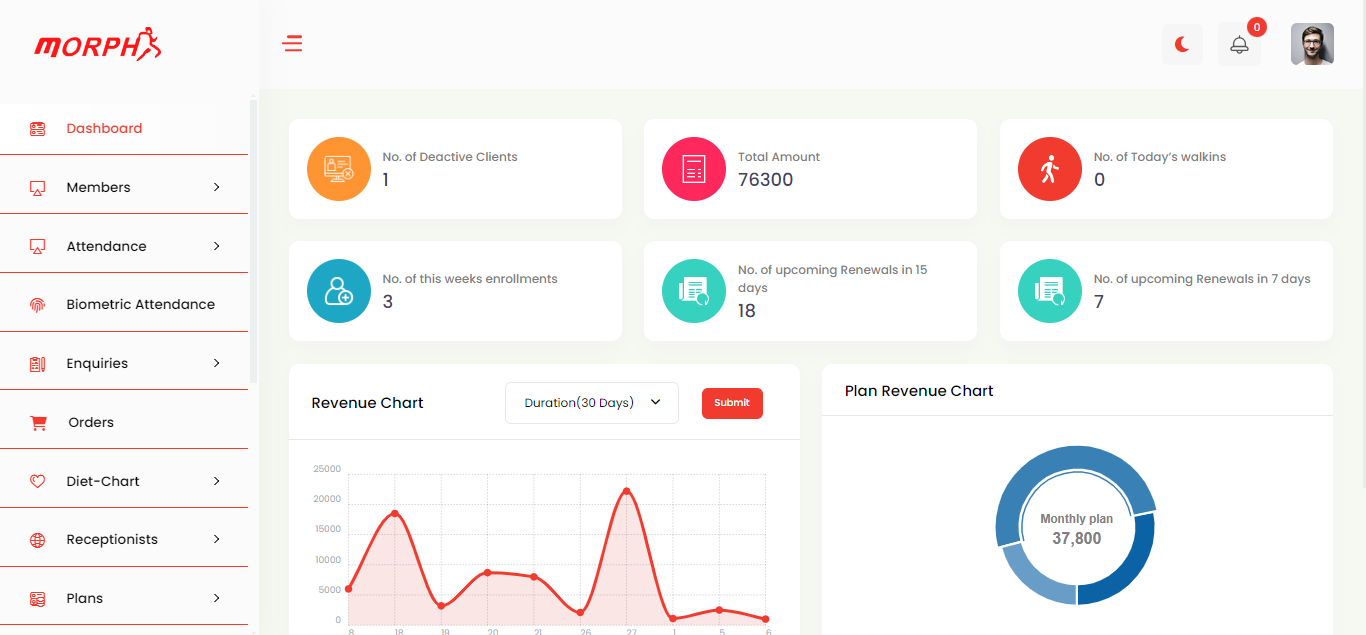 MORPH
0
Dashboard
Members
Attendance
Biometric Attendance
Enquiries
Orders
Diet-Chart
Receptionists
Plans
No. of Deactive Clients
1
Total Amount
76300
No. of Today's walkins
0
No. of this weeks enrollments
3
No. of upcoming Renewals in 15
days
18
No. of upcoming Renewals in 7 days
7
Revenue Chart
Duration(30 Days)
Submit
25000
20000
15000
10000
5000
0
8 18 19 20 21 26 27 1 5 6
Plan Revenue Chart
Monthly plan
37,800